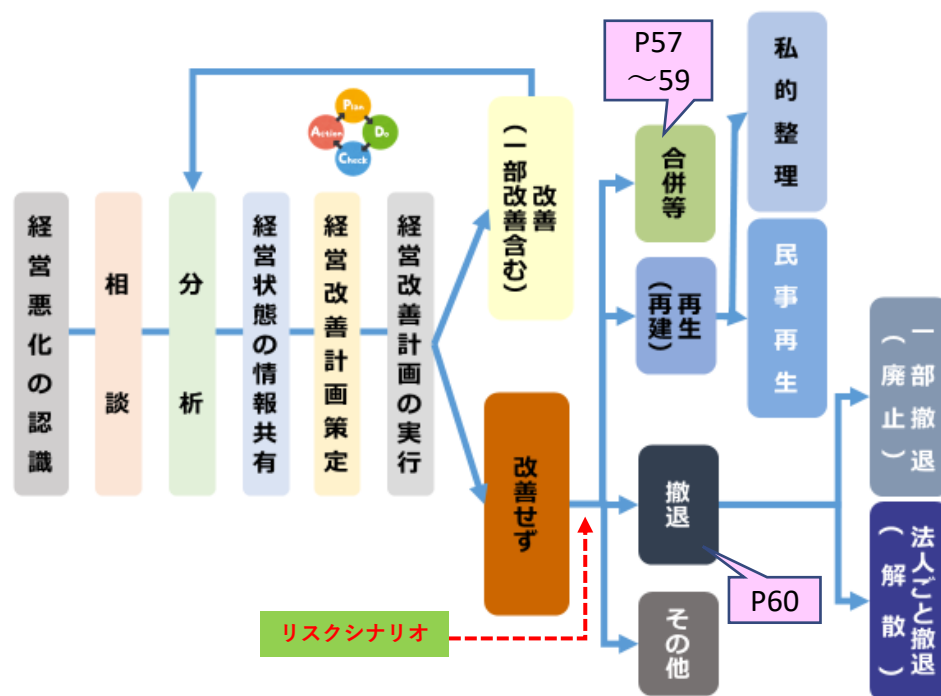 経営悪化の認識
相談
分析
経営状態の情報共有
経営改善計画策定
経営改善計画の実行
Plan
Do
Check
Action
改善
(一部改善含む)
改善せず
リスクシナリオ
P57
～59
合併等
再生
(再建)
撤退
P60
その他
私的整理
民事再生
一部撤退
(廃止)
法人ごと撤退
(解散)